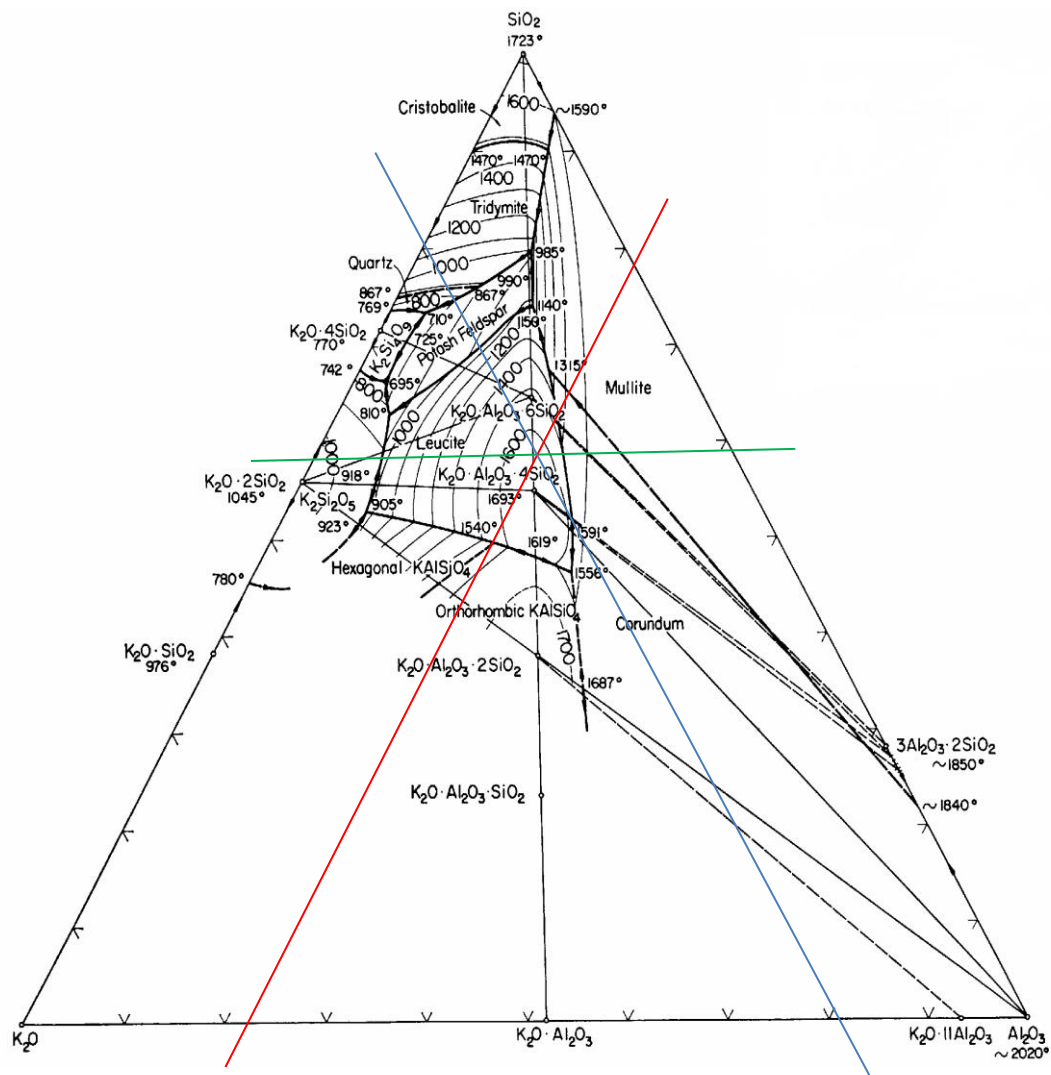 SiO₂
1723°
1600
~1590°
Cristobalite
1470° 1470°
1400
Tridymite
1200
985°
Quartz
1000
990°
867°
800
867°
769°
710°
1140°
K₂O·4SiO₂
770°
K₂Si₄O₉
725°
Potash Feldspar
1150°
1200
742°
800
695°
1400
1315°
Mullite
810°
K₂O·Al₂O₃·6SiO₂
1000
1000
Leucite
1600
K₂O·2SiO₂
1045°
918°
K₂O·Al₂O₃·4SiO₂
K₂Si₂O₅
905°
1693°
923°
1540°
1619°
1591°
Hexagonal KAlSiO₄
1556°
780°
Orthorhombic KAlSiO₄
Corundum
1700
K₂O·SiO₂
976°
K₂O·Al₂O₃·2SiO₂
1687°
3Al₂O₃·2SiO₂
~1850°
K₂O·Al₂O₃·SiO₂
~1840°
K₂O
K₂O·Al₂O₃
K₂O·11Al₂O₃
Al₂O₃
~2020°